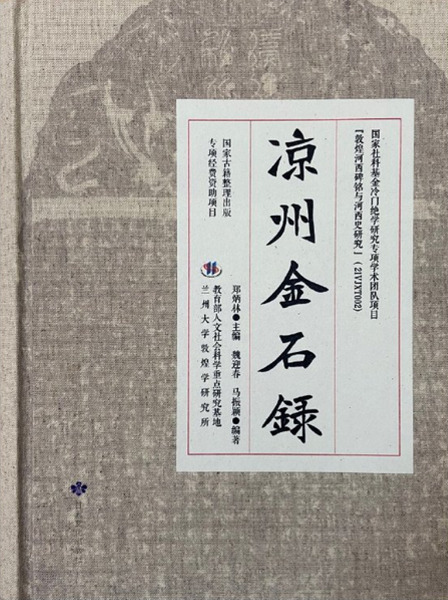 国家社科基金冷门绝学研究专项学术团队项目
『敦煌河西碑铭与河西史研究』（21VJXT002）
凉州金石録
国家古籍整理出版
专项经费资助项目
郑炳林●主编 魏迎春 马振颖●编著
教育部人文社会科学重点研究基地
兰州大学敦煌学研究所